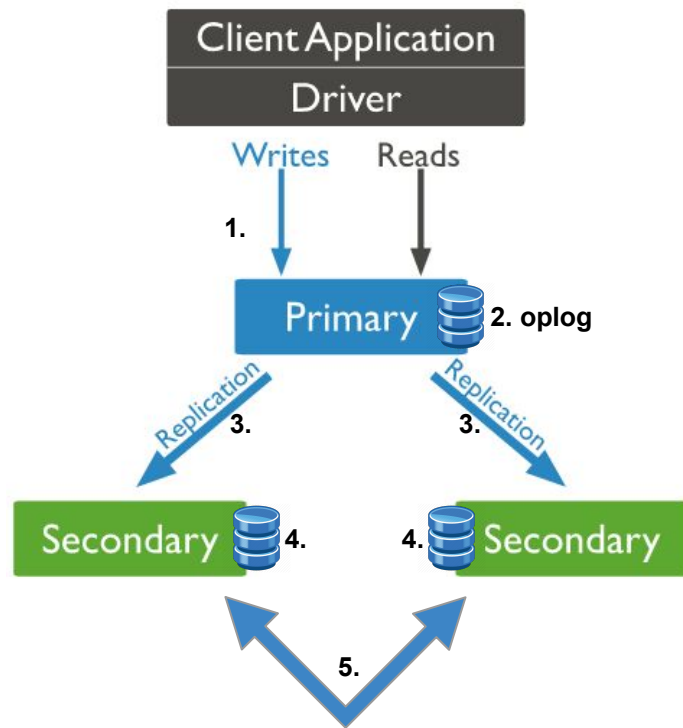 Client Application
Driver
Writes Reads
1.
Primary 2. oplog
Replication Replication
3. 3.
Secondary 4. 4. Secondary
5.